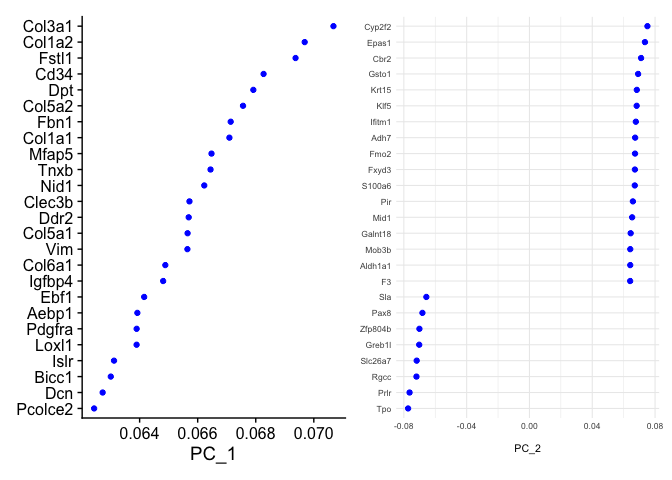 Col3a1
Col1a2
Fstl1
Cd34
Dpt
Col5a2
Fbn1
Col1a1
Mfap5
Tnxb
Nid1
Clec3b
Ddr2
Col5a1
Vim
Col6a1
Igfbp4
Ebf1
Aebp1
Pdgfra
Loxl1
Islr
Bicc1
Dcn
Pcolce2
0.064 0.066 0.068 0.070
PC_1
Cyp2f2
Epas1
Cbr2
Gsto1
Krt15
Klf5
Ifitm1
Adh7
Fmo2
Fxyd3
S100a6
Pir
Mid1
Galnt18
Mob3b
Aldh1a1
F3
Sla
Pax8
Zfp804b
Greb1l
Slc26a7
Rgcc
Prlr
Tpo
-0.08 -0.04 0.00 0.04 0.08
PC_2